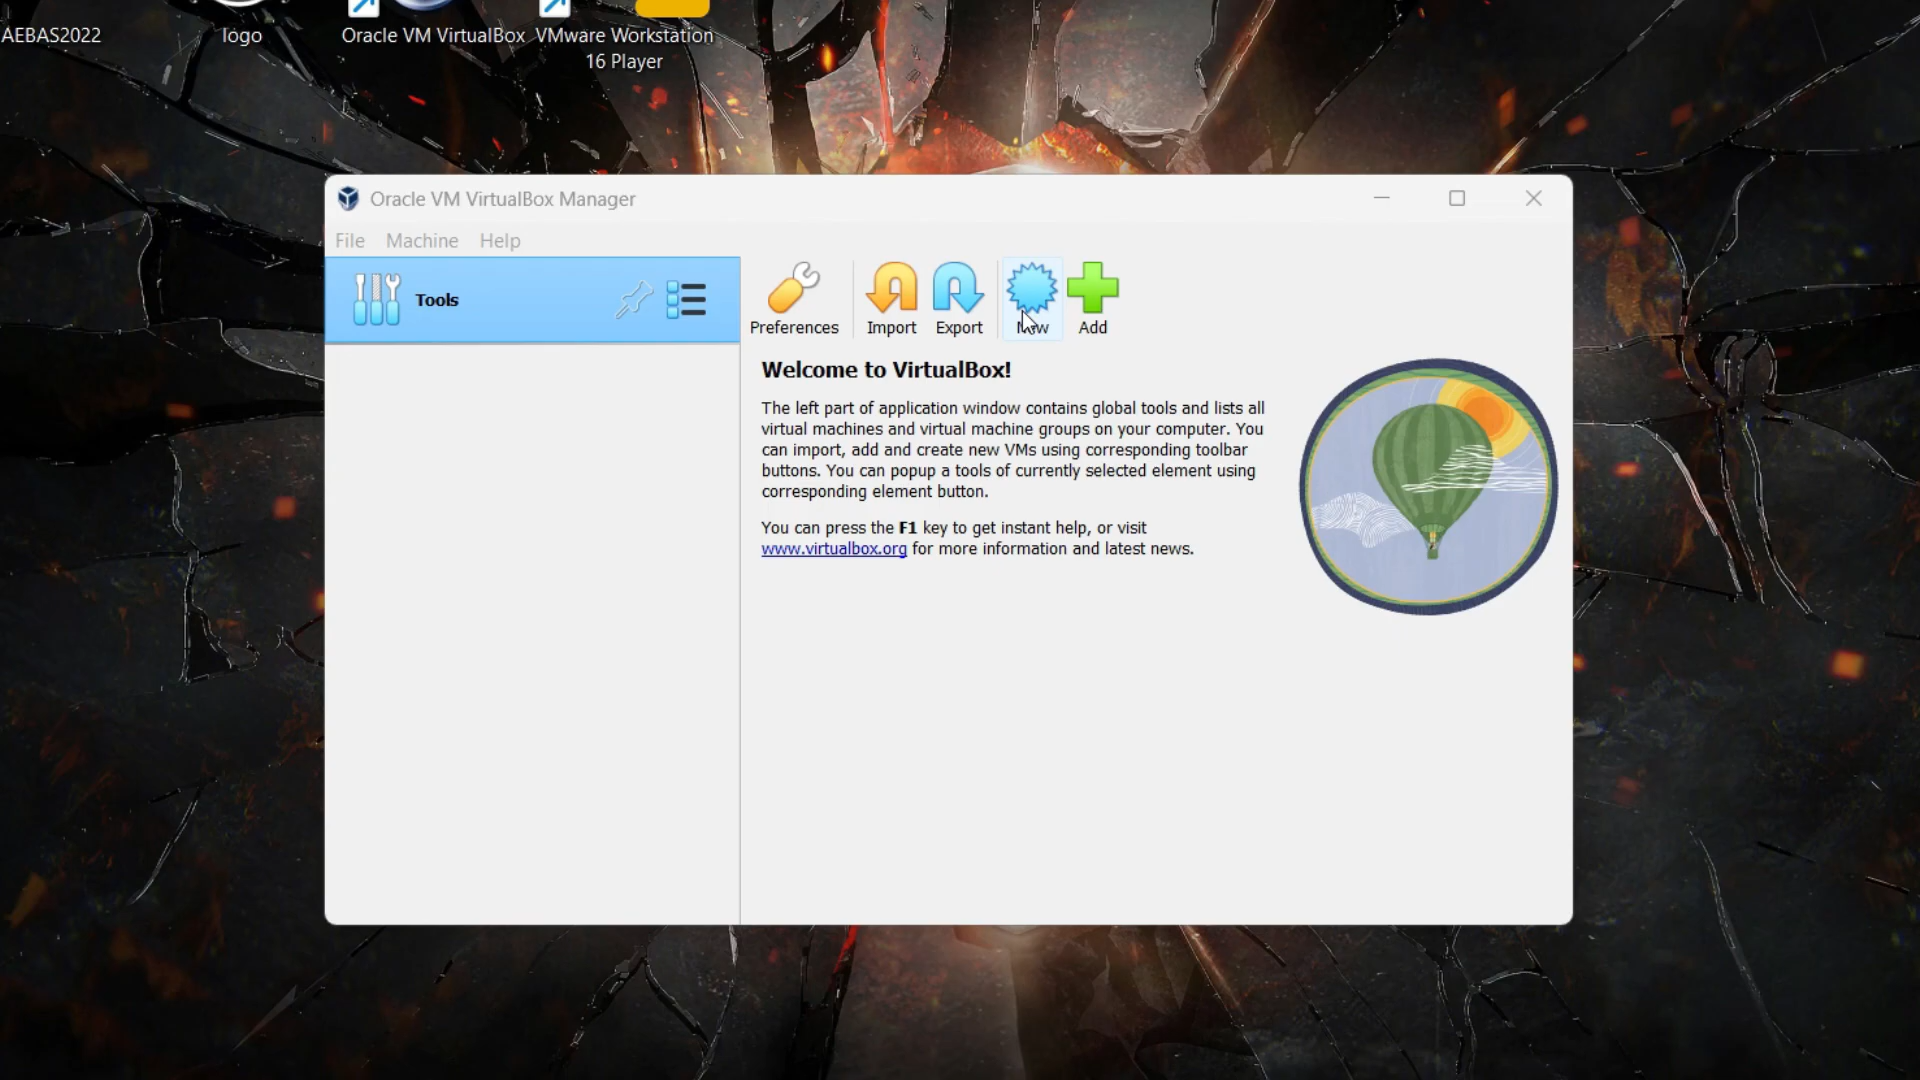 AEBAS2022
logo
Oracle VM VirtualBox
VMware Workstation
16 Player
Oracle VM VirtualBox Manager
File Machine Help
Tools
Preferences Import Export New Add
Welcome to VirtualBox!
The left part of application window contains global tools and lists all
virtual machines and virtual machine groups on your computer. You
can import, add and create new VMs using corresponding toolbar
buttons. You can popup a tools of currently selected element using
corresponding element button.
You can press the F1 key to get instant help, or visit
www.virtualbox.org for more information and latest news.